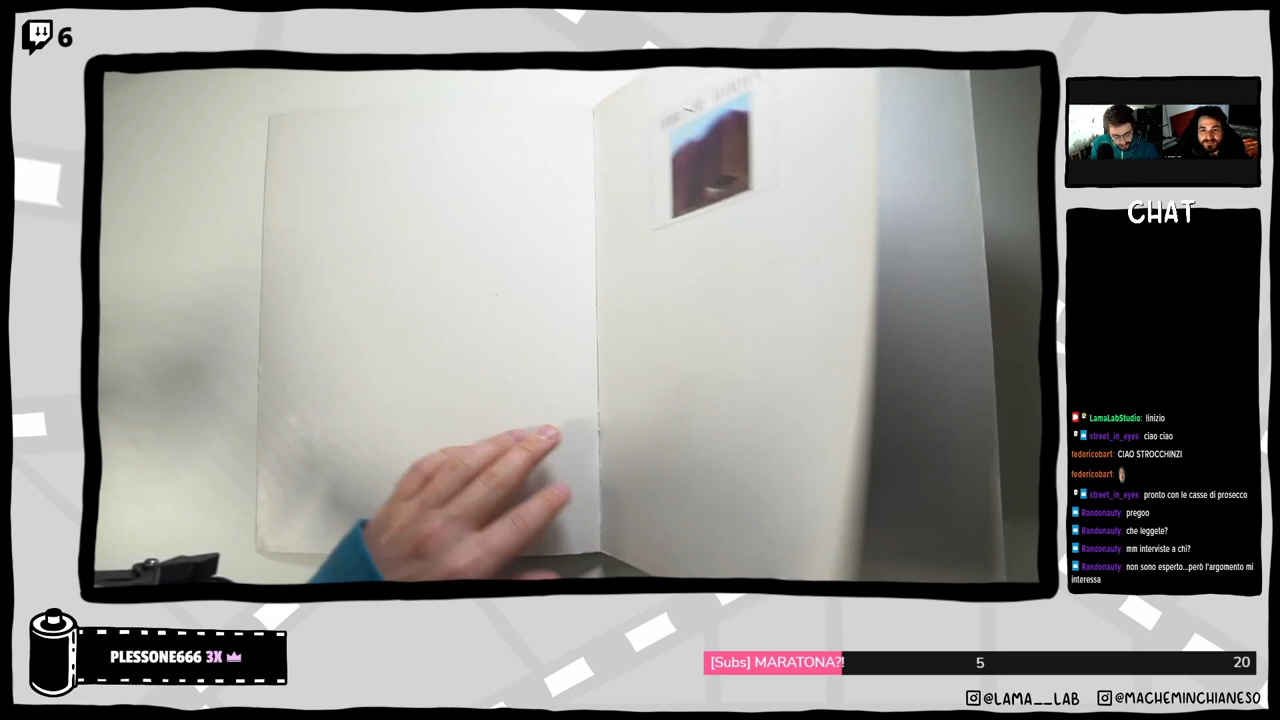 6
CHAT
LamaLabStudio: !inizio
street_in_eyes: ciao ciao
federicobart: CIAO STROCCHINZI
federicobart:
street_in_eyes: pronto con le casse di prosecco
Randonauty: pregoo
Randonauty: che leggete?
Randonauty: mm interviste a chi?
Randonauty: non sono esperto...però l'argomento mi
interessa
PLESSONE666 3X
[Subs] MARATONA?! 5 20
@LAMA__LAB @MACHEMINCHIANESO